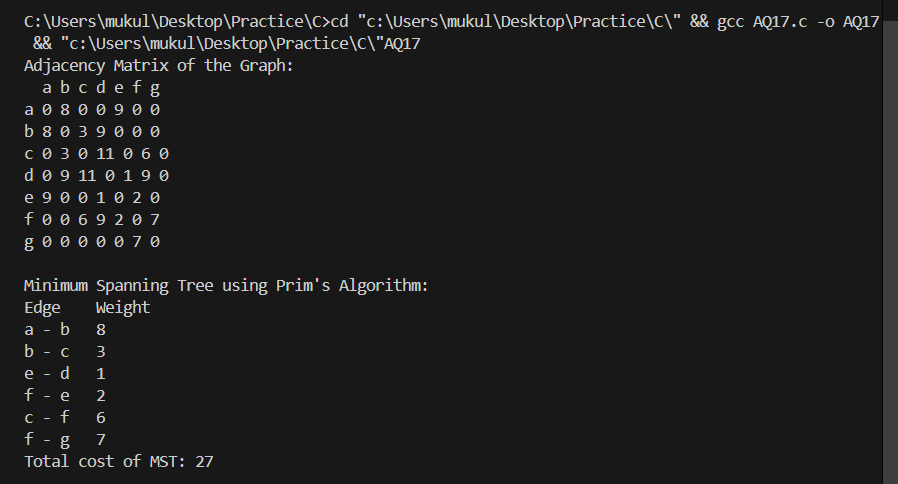 C:\Users\mukul\Desktop\Practice\C>cd "c:\Users\mukul\Desktop\Practice\C\" && gcc AQ17.c -o AQ17
 && "c:\Users\mukul\Desktop\Practice\C\"AQ17
Adjacency Matrix of the Graph:
  a b c d e f g
a 0 8 0 0 9 0 0
b 8 0 3 9 0 0 0
c 0 3 0 11 0 6 0
d 0 9 11 0 1 9 0
e 9 0 0 1 0 2 0
f 0 0 6 9 2 0 7
g 0 0 0 0 0 7 0

Minimum Spanning Tree using Prim's Algorithm:
Edge    Weight
a - b   8
b - c   3
e - d   1
f - e   2
c - f   6
f - g   7
Total cost of MST: 27